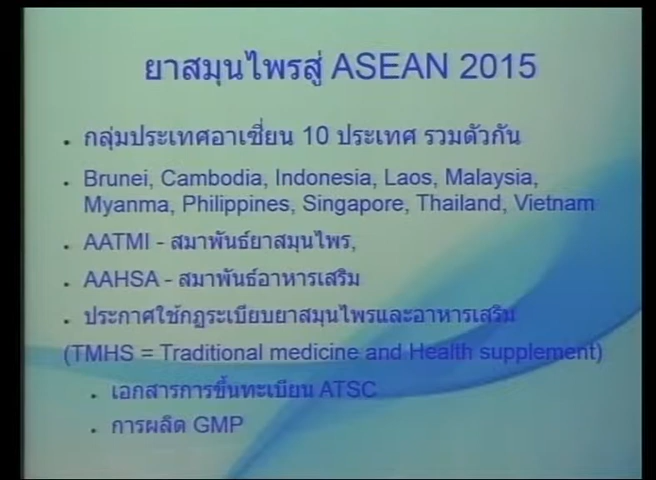 ยาสมุนไพรสู่ ASEAN 2015
• กลุ่มประเทศอาเซี่ยน 10 ประเทศ รวมตัวกัน
• Brunei, Cambodia, Indonesia, Laos, Malaysia,
Myanma, Philippines, Singapore, Thailand, Vietnam
• AATMI - สมาพันธ์ยาสมุนไพร,
• AAHSA - สมาพันธ์อาหารเสริม
• ประกาศใช้กฏระเบียบยาสมุนไพรและอาหารเสริม
(TMHS = Traditional medicine and Health supplement)
• เอกสารการขึ้นทะเบียน ATSC
• การผลิต GMP